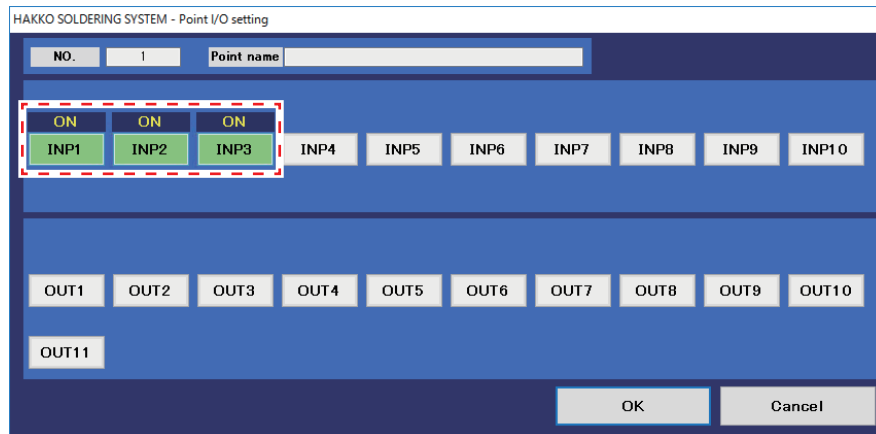 HAKKO SOLDERING SYSTEM - Point I/O setting
NO. 1 Point name
ON ON ON
INP1 INP2 INP3 INP4 INP5 INP6 INP7 INP8 INP9 INP10
OUT1 OUT2 OUT3 OUT4 OUT5 OUT6 OUT7 OUT8 OUT9 OUT10
OUT11
OK Cancel